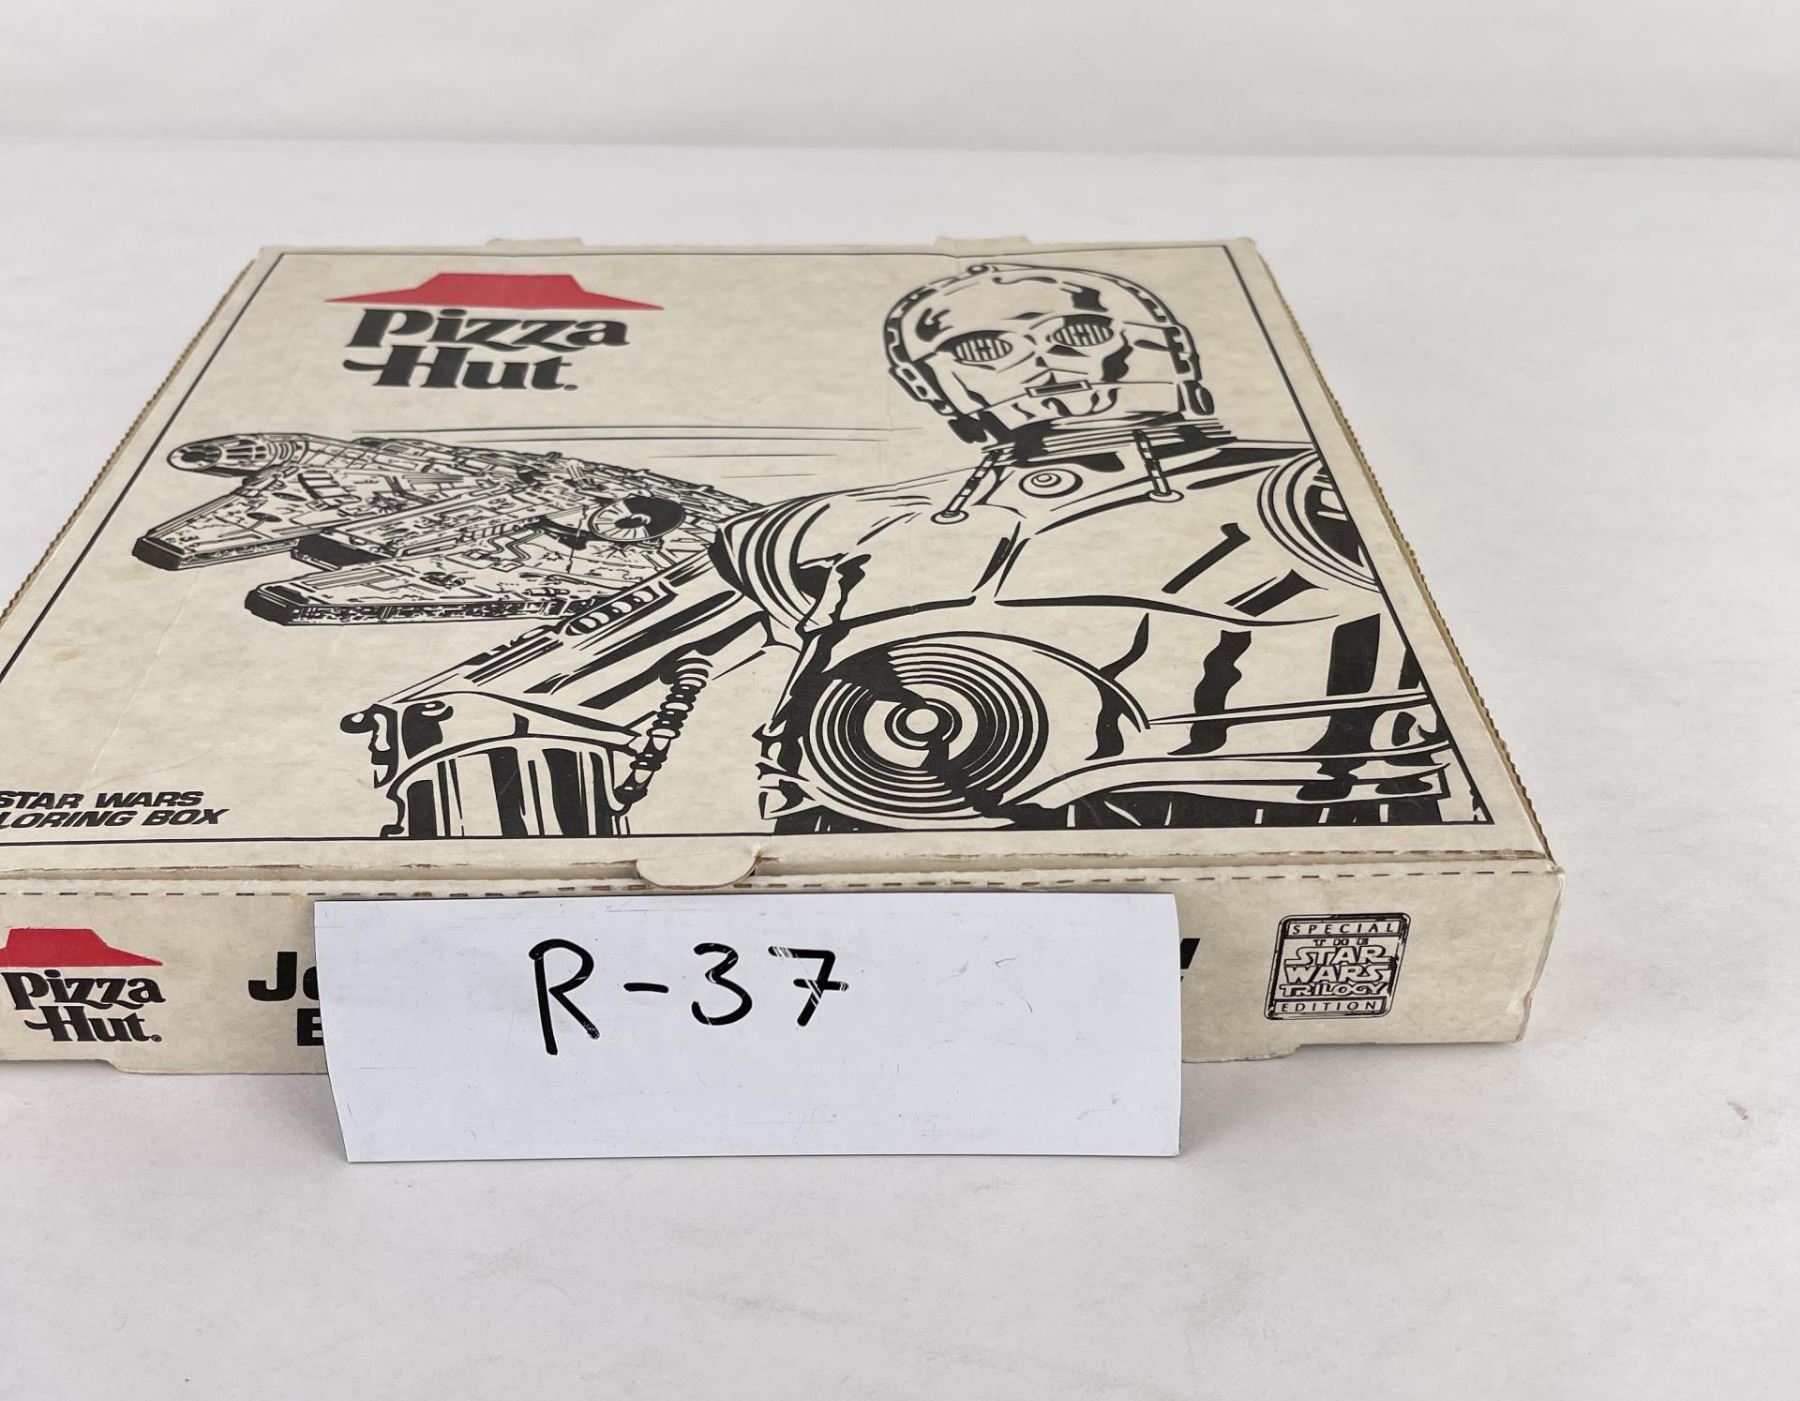 Pizza
Hut.
STAR WARS
LORING BOX
Pizza
Hut.
R-37
SPECIAL
THE
STAR
WARS
TRILOGY
EDITION